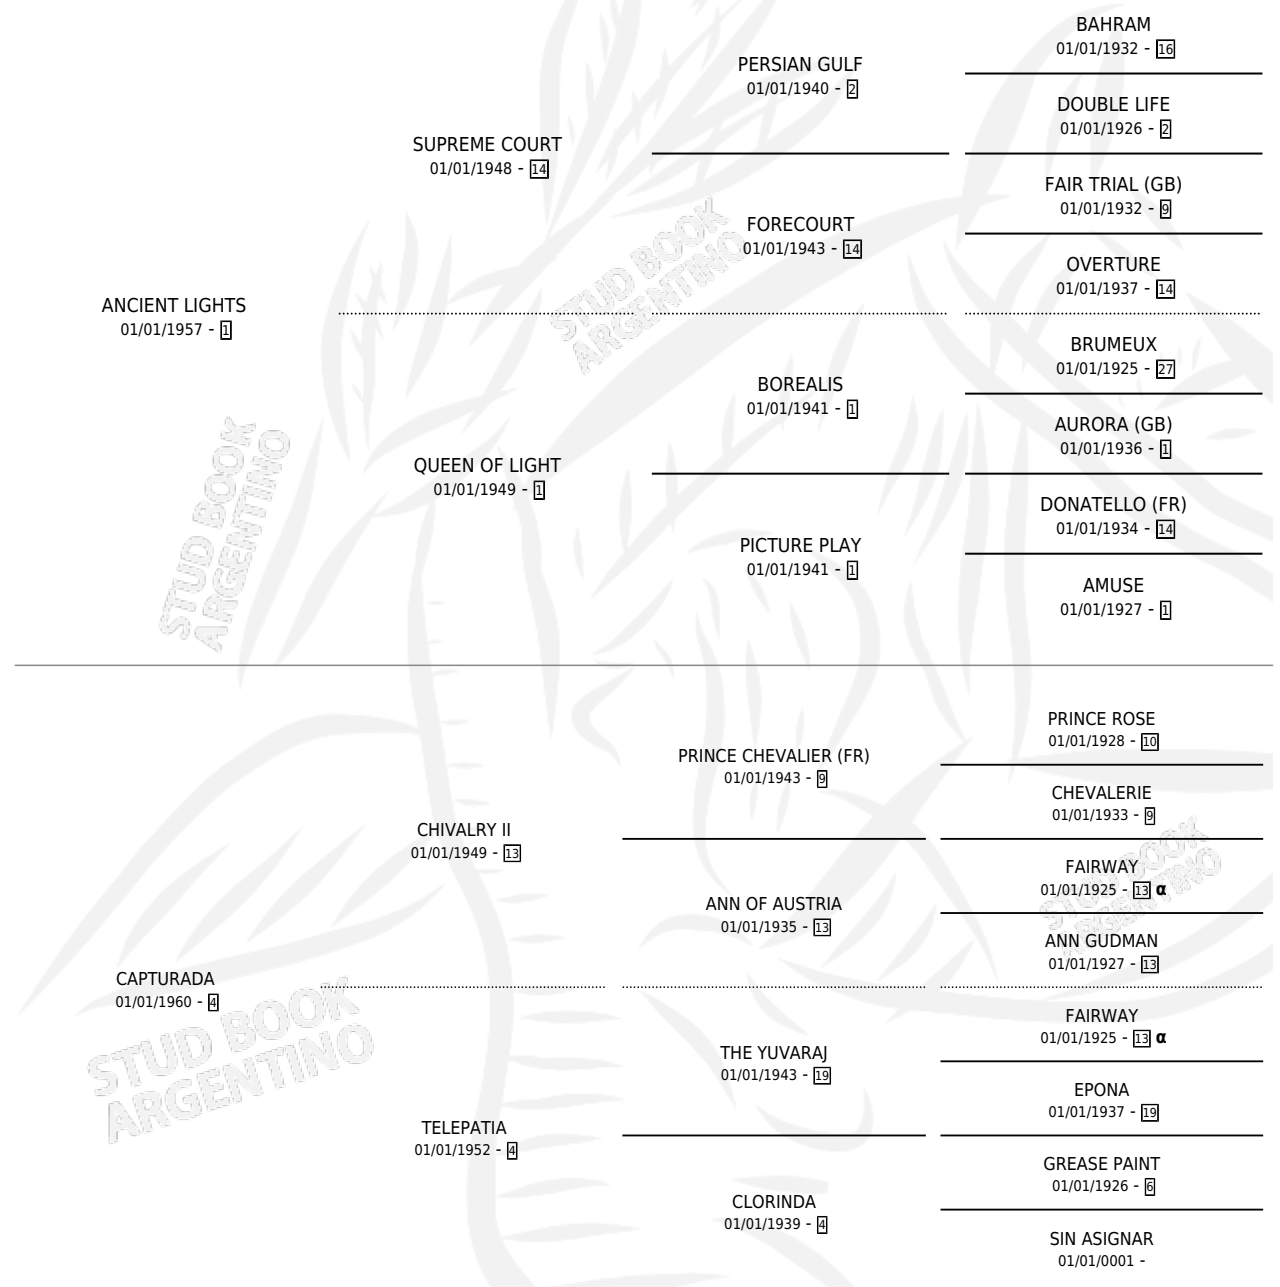 BAHRAM
01/01/1932 - 16
PERSIAN GULF
01/01/1940 - 2
DOUBLE LIFE
01/01/1926 - 2
SUPREME COURT
01/01/1948 - 14
FAIR TRIAL (GB)
01/01/1932 - 9
FORECOURT
01/01/1943 - 14
OVERTURE
01/01/1937 - 14
ANCIENT LIGHTS
01/01/1957 - 1
BRUMEUX
01/01/1925 - 27
BOREALIS
01/01/1941 - 1
AURORA (GB)
01/01/1936 - 1
QUEEN OF LIGHT
01/01/1949 - 1
DONATELLO (FR)
01/01/1934 - 14
PICTURE PLAY
01/01/1941 - 1
AMUSE
01/01/1927 - 1
STUD BOOK
ARGENTINO
STUD BOOK
ARGENTINO
PRINCE ROSE
01/01/1928 - 10
PRINCE CHEVALIER (FR)
01/01/1943 - 9
CHEVALERIE
01/01/1933 - 9
CHIVALRY II
01/01/1949 - 13
FAIRWAY
01/01/1925 - 13 α
ANN OF AUSTRIA
01/01/1935 - 13
ANN GUDMAN
01/01/1927 - 13
CAPTURADA
01/01/1960 - 4
FAIRWAY
01/01/1925 - 13 α
THE YUVARAJ
01/01/1943 - 19
EPONA
01/01/1937 - 19
TELEPATIA
01/01/1952 - 4
GREASE PAINT
01/01/1926 - 6
CLORINDA
01/01/1939 - 4
SIN ASIGNAR
01/01/0001 -
STUD BOOK
ARGENTINO
STUD BOOK
ARGENTINO